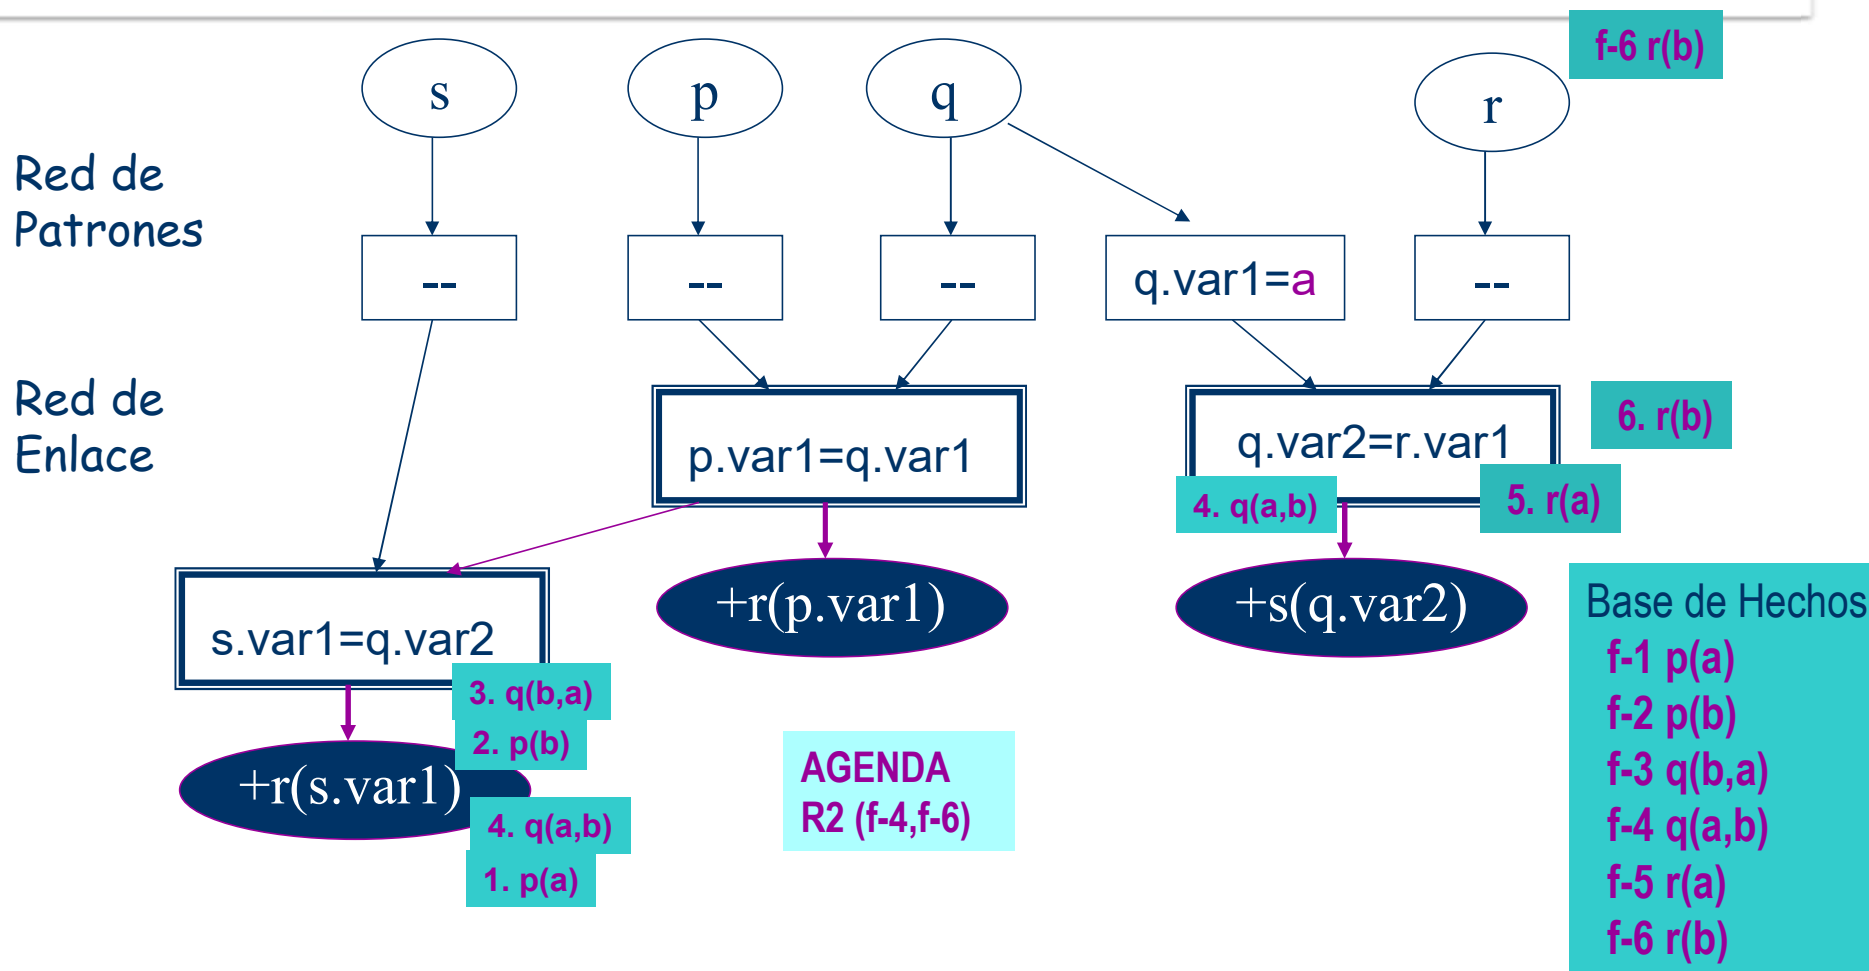 f-6 r(b)
s
p
q
r
Red de
Patrones
--
--
--
q.var1=a
--
Red de
Enlace
p.var1=q.var1
q.var2=r.var1
6. r(b)
4. q(a,b)
5. r(a)
s.var1=q.var2
+r(p.var1)
+s(q.var2)
3. q(b,a)
2. p(b)
+r(s.var1)
4. q(a,b)
1. p(a)
AGENDA
R2 (f-4,f-6)
Base de Hechos
f-1 p(a)
f-2 p(b)
f-3 q(b,a)
f-4 q(a,b)
f-5 r(a)
f-6 r(b)